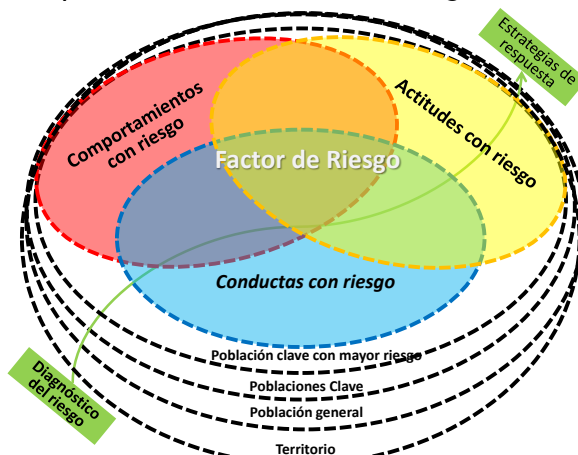 Estrategias de
respuesta
Comportamientos
con riesgo
Actitudes con riesgo
Factor de Riesgo
Conductas con riesgo
Población clave con mayor riesgo
Poblaciones Clave
Población general
Territorio
Diagnóstico
del riesgo